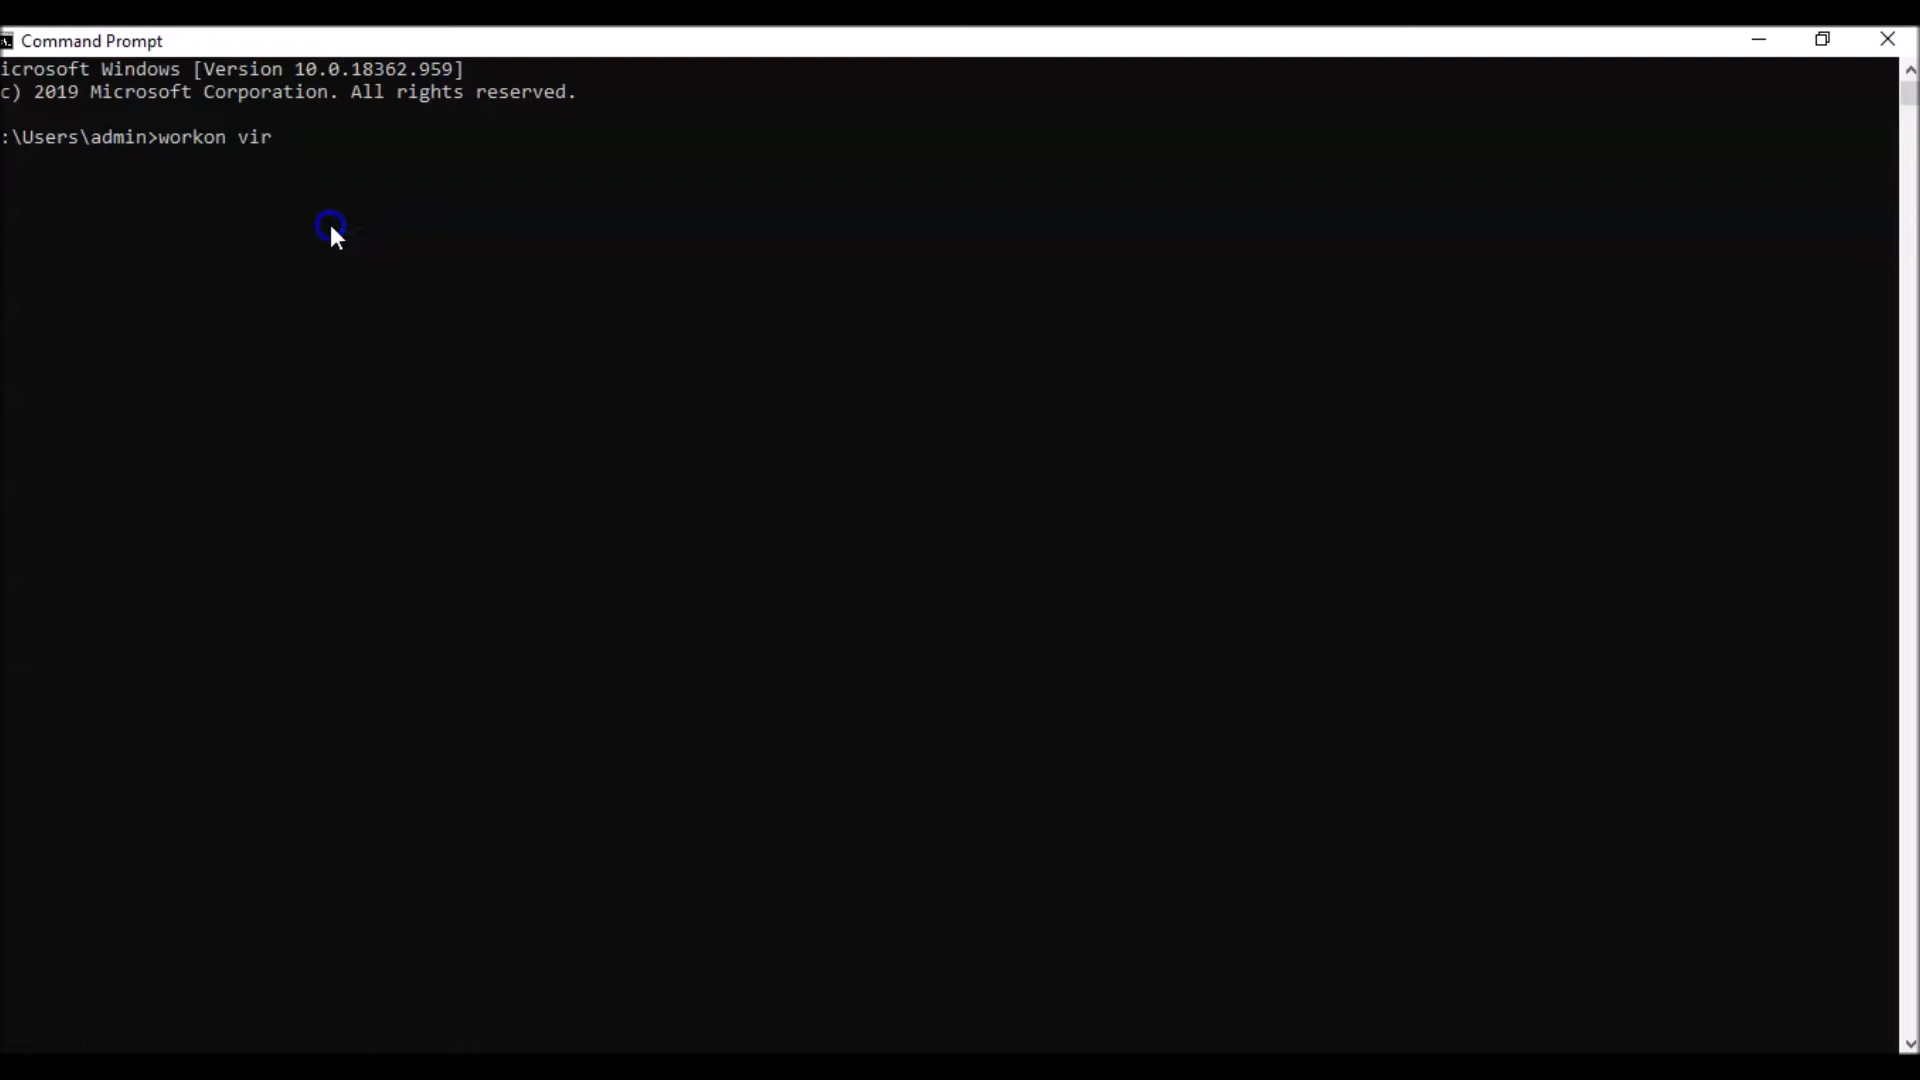 Command Prompt
icrosoft Windows [Version 10.0.18362.959]
c) 2019 Microsoft Corporation. All rights reserved.
:\Users\admin>workon vir